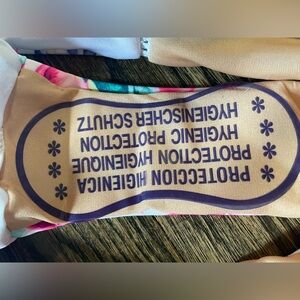 PROTECCION HIGIENICA
PROTECTION HYGIENIQUE
HYGIENIC PROTECTION
HYGIENISCHER SCHUTZ